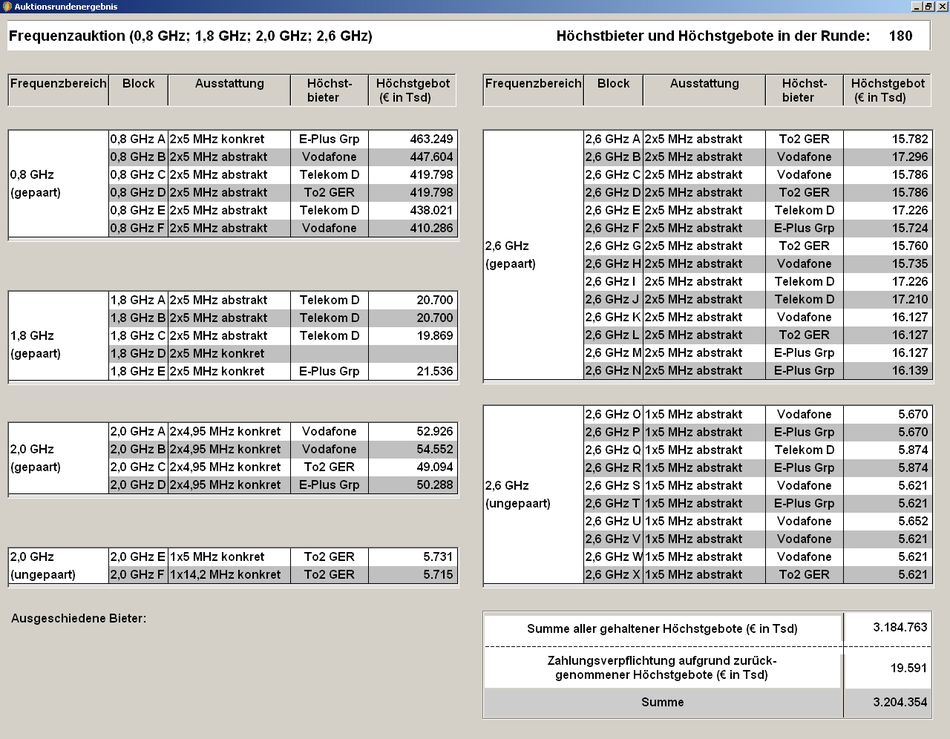 Auktionsrundenergebnis
Frequenzauktion (0,8 GHz; 1,8 GHz; 2,0 GHz; 2,6 GHz)
Höchstbieter und Höchstgebote in der Runde: 180
Frequenzbereich Block Ausstattung Höchst- Höchstgebot
bieter (€ in Tsd)
0,8 GHz A 2x5 MHz konkret E-Plus Grp 463.249
0,8 GHz B 2x5 MHz abstrakt Vodafone 447.604
0,8 GHz 0,8 GHz C 2x5 MHz abstrakt Telekom D 419.798
(gepaart) 0,8 GHz D 2x5 MHz abstrakt To2 GER 419.798
0,8 GHz E 2x5 MHz abstrakt Telekom D 438.021
0,8 GHz F 2x5 MHz abstrakt Vodafone 410.286
1,8 GHz A 2x5 MHz abstrakt Telekom D 20.700
1,8 GHz B 2x5 MHz abstrakt Telekom D 20.700
1,8 GHz 1,8 GHz C 2x5 MHz abstrakt Telekom D 19.869
(gepaart) 1,8 GHz D 2x5 MHz konkret
1,8 GHz E 2x5 MHz konkret E-Plus Grp 21.536
2,0 GHz A 2x4,95 MHz konkret Vodafone 52.926
2,0 GHz 2,0 GHz B 2x4,95 MHz konkret Vodafone 54.552
(gepaart) 2,0 GHz C 2x4,95 MHz konkret To2 GER 49.094
2,0 GHz D 2x4,95 MHz konkret E-Plus Grp 50.288
2,0 GHz 2,0 GHz E 1x5 MHz konkret To2 GER 5.731
(ungepaart) 2,0 GHz F 1x14,2 MHz konkret To2 GER 5.715
Ausgeschiedene Bieter:
Frequenzbereich Block Ausstattung Höchst- Höchstgebot
bieter (€ in Tsd)
2,6 GHz A 2x5 MHz abstrakt To2 GER 15.782
2,6 GHz B 2x5 MHz abstrakt Vodafone 17.296
2,6 GHz C 2x5 MHz abstrakt Vodafone 15.786
2,6 GHz D 2x5 MHz abstrakt To2 GER 15.786
2,6 GHz E 2x5 MHz abstrakt Telekom D 17.226
2,6 GHz F 2x5 MHz abstrakt E-Plus Grp 15.724
2,6 GHz 2,6 GHz G 2x5 MHz abstrakt To2 GER 15.760
(gepaart) 2,6 GHz H 2x5 MHz abstrakt Vodafone 15.735
2,6 GHz I 2x5 MHz abstrakt Telekom D 17.226
2,6 GHz J 2x5 MHz abstrakt Telekom D 17.210
2,6 GHz K 2x5 MHz abstrakt Vodafone 16.127
2,6 GHz L 2x5 MHz abstrakt To2 GER 16.127
2,6 GHz M 2x5 MHz abstrakt E-Plus Grp 16.127
2,6 GHz N 2x5 MHz abstrakt E-Plus Grp 16.139
2,6 GHz O 1x5 MHz abstrakt Vodafone 5.670
2,6 GHz P 1x5 MHz abstrakt E-Plus Grp 5.670
2,6 GHz Q 1x5 MHz abstrakt Telekom D 5.874
2,6 GHz R 1x5 MHz abstrakt E-Plus Grp 5.874
2,6 GHz 2,6 GHz S 1x5 MHz abstrakt Vodafone 5.621
(ungepaart) 2,6 GHz T 1x5 MHz abstrakt E-Plus Grp 5.621
2,6 GHz U 1x5 MHz abstrakt Vodafone 5.652
2,6 GHz V 1x5 MHz abstrakt Vodafone 5.621
2,6 GHz W 1x5 MHz abstrakt Vodafone 5.621
2,6 GHz X 1x5 MHz abstrakt To2 GER 5.621
Summe aller gehaltener Höchstgebote (€ in Tsd) 3.184.763
Zahlungsverpflichtung aufgrund zurück-
genommener Höchstgebote (€ in Tsd) 19.591
Summe 3.204.354